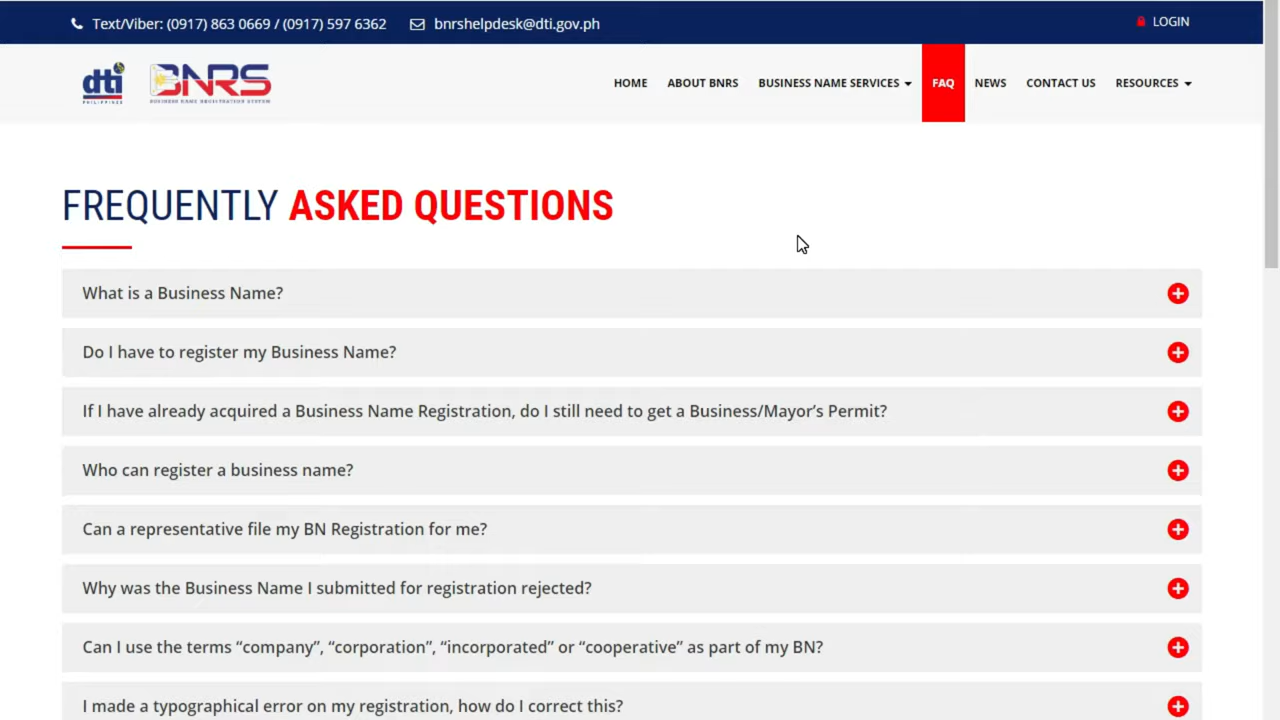 Text/Viber: (0917) 863 0669 / (0917) 597 6362 bnrshelpdesk@dti.gov.ph LOGIN
dti
PHILIPPINES
BNRS
BUSINESS NAME REGISTRATION SYSTEM
HOME ABOUT BNRS BUSINESS NAME SERVICES FAQ NEWS CONTACT US RESOURCES
FREQUENTLY ASKED QUESTIONS
What is a Business Name?
Do I have to register my Business Name?
If I have already acquired a Business Name Registration, do I still need to get a Business/Mayor’s Permit?
Who can register a business name?
Can a representative file my BN Registration for me?
Why was the Business Name I submitted for registration rejected?
Can I use the terms “company”, “corporation”, “incorporated” or “cooperative” as part of my BN?
I made a typographical error on my registration, how do I correct this?